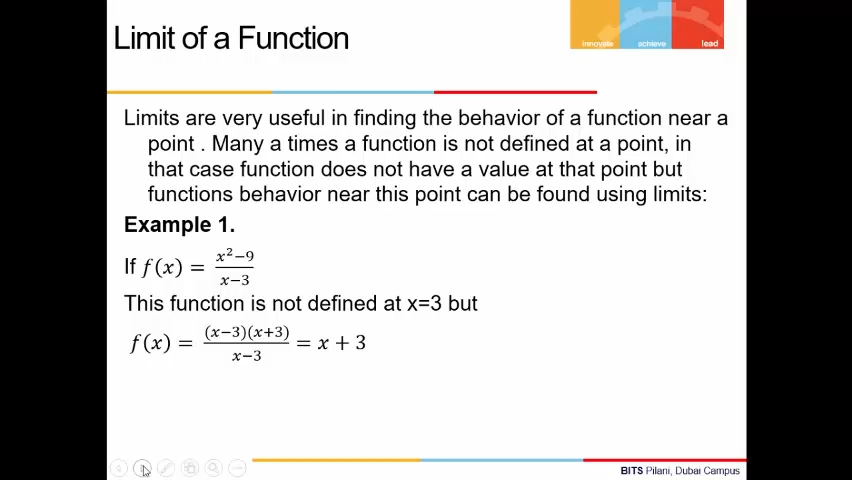 Limit of a Function
innovate achieve lead
Limits are very useful in finding the behavior of a function near a
point . Many a times a function is not defined at a point, in
that case function does not have a value at that point but
functions behavior near this point can be found using limits:
Example 1.
If f(x) = \frac{x²−9}{x−3}
This function is not defined at x=3 but
f(x) = \frac{(x−3)(x+3)}{x−3} = x + 3
BITS Pilani, Dubai Campus